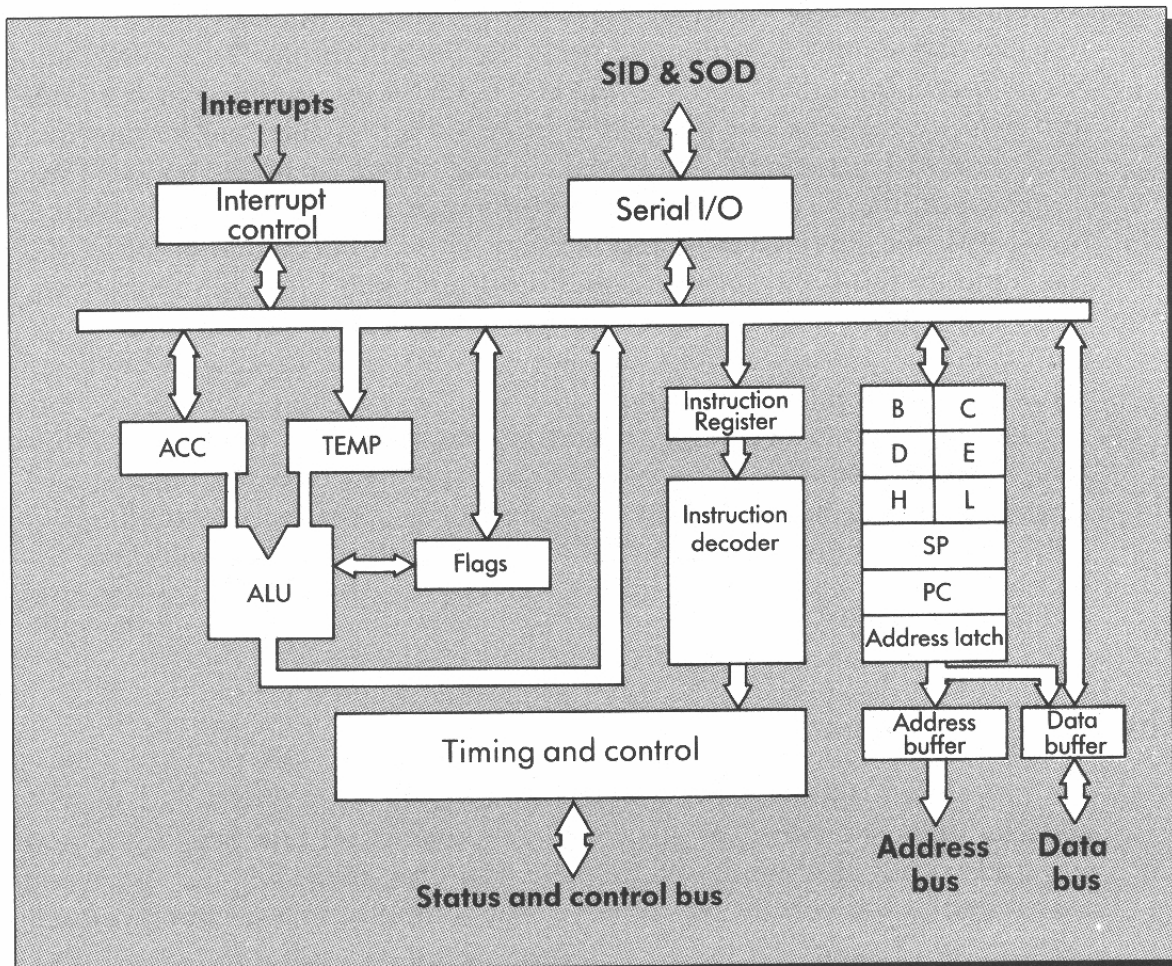 SID & SOD
Interrupts
Interrupt
control
Serial I/O
ACC
TEMP
Instruction
Register
B C
D E
H L
SP
PC
Address latch
Instruction
decoder
ALU
Flags
Timing and control
Address
buffer
Data
buffer
Status and control bus
Address
bus
Data
bus